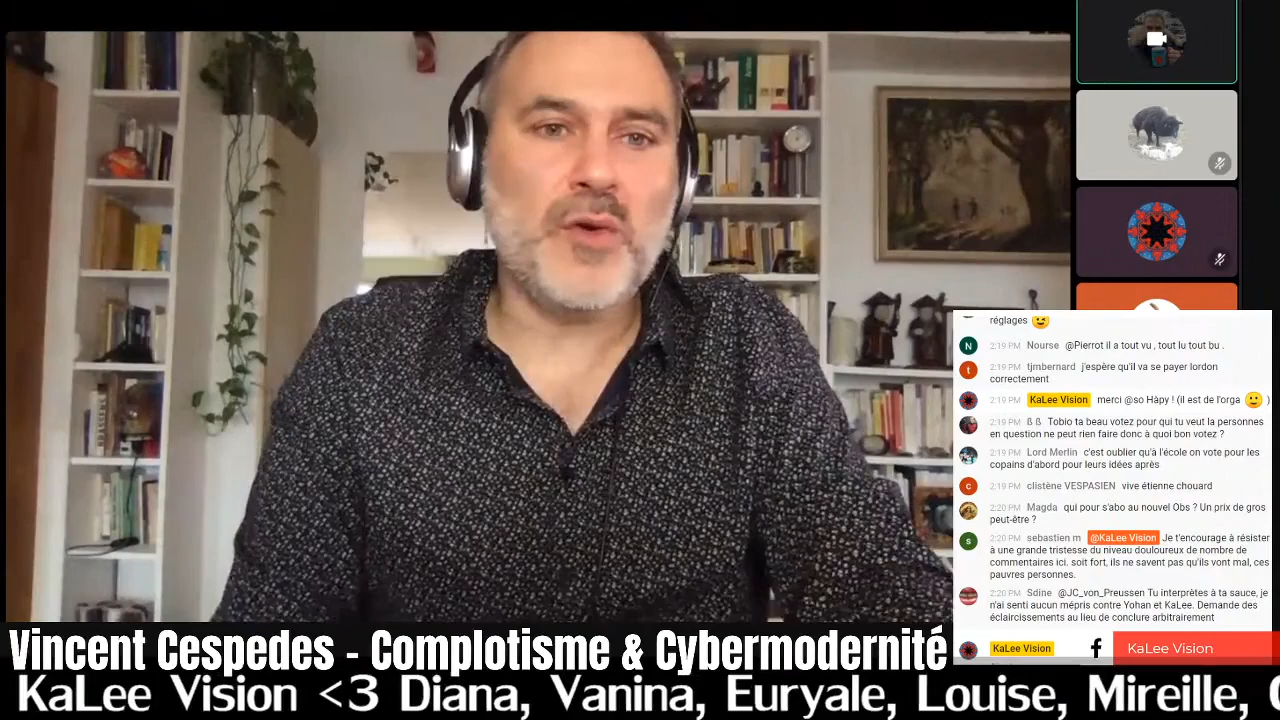 réglages
N 2:19 PM Nourse @Pierrot il a tout vu , tout lu tout bu .
t 2:19 PM tjmbernard j'espère qu'il va se payer lordon
correctement
2:19 PM KaLee Vision merci @so Hàpy ! (il est de l'orga )
2:19 PM ß ß Tobio ta beau votez pour qui tu veut la personnes
en question ne peut rien faire donc à quoi bon votez ?
2:19 PM Lord Merlin c'est oublier qu'à l'école on vote pour les
copains d'abord pour leurs idées après
c 2:19 PM clistène VESPASIEN vive étienne chouard
2:20 PM Magda qui pour s'abo au nouvel Obs ? Un prix de gros
peut-être ?
s 2:20 PM sebastien m @KaLee Vision Je t'encourage à résister
à une grande tristesse du niveau douloureux de nombre de
commentaires ici. soit fort, ils ne savent pas qu'ils vont mal, ces
pauvres personnes.
2:20 PM Sdine @JC_von_Preussen Tu interprètes à ta sauce, je
n'ai senti aucun mépris contre Yohan et KaLee. Demande des
éclaircissements au lieu de conclure arbitrairement
KaLee Vision f KaLee Vision
Vincent Cespedes - Complotisme & Cybermodernité
KaLee Vision <3 Diana, Vanina, Euryale, Louise, Mireille,